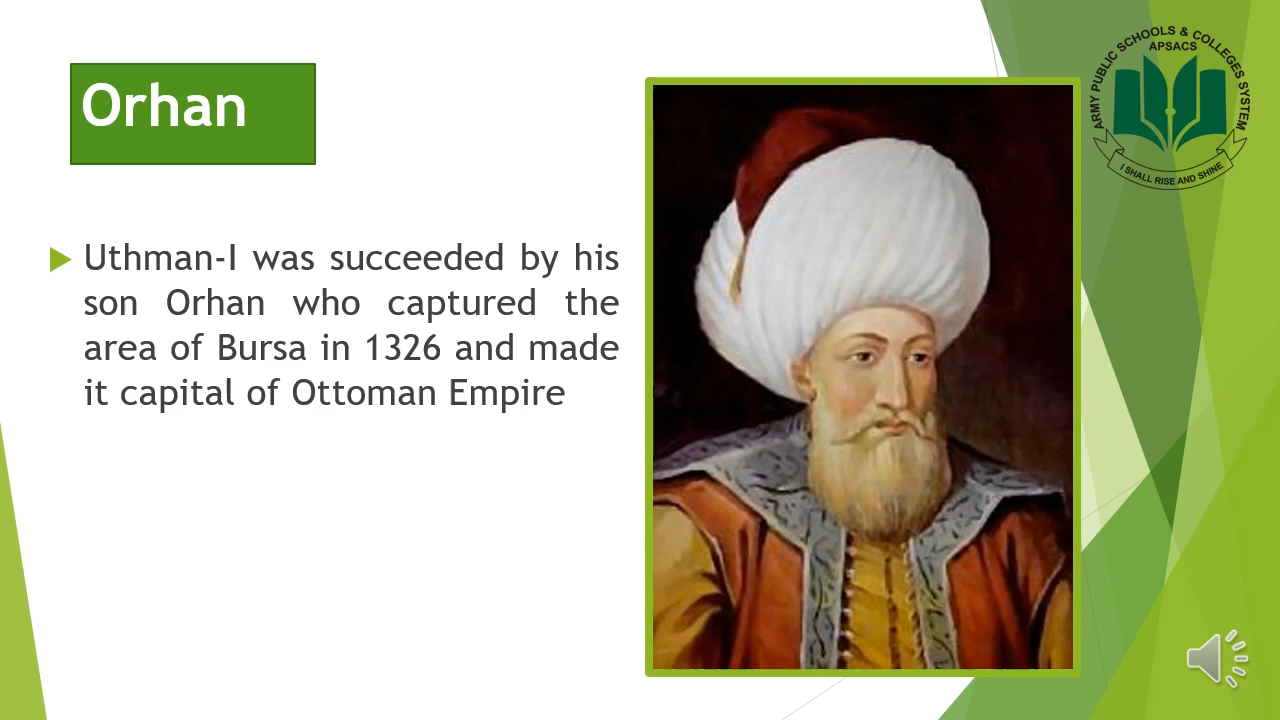 Orhan
Uthman-I was succeeded by his
son Orhan who captured the
area of Bursa in 1326 and made
it capital of Ottoman Empire
ARMY PUBLIC SCHOOLS & COLLEGES SYSTEM
APSACS
I SHALL RISE AND SHINE